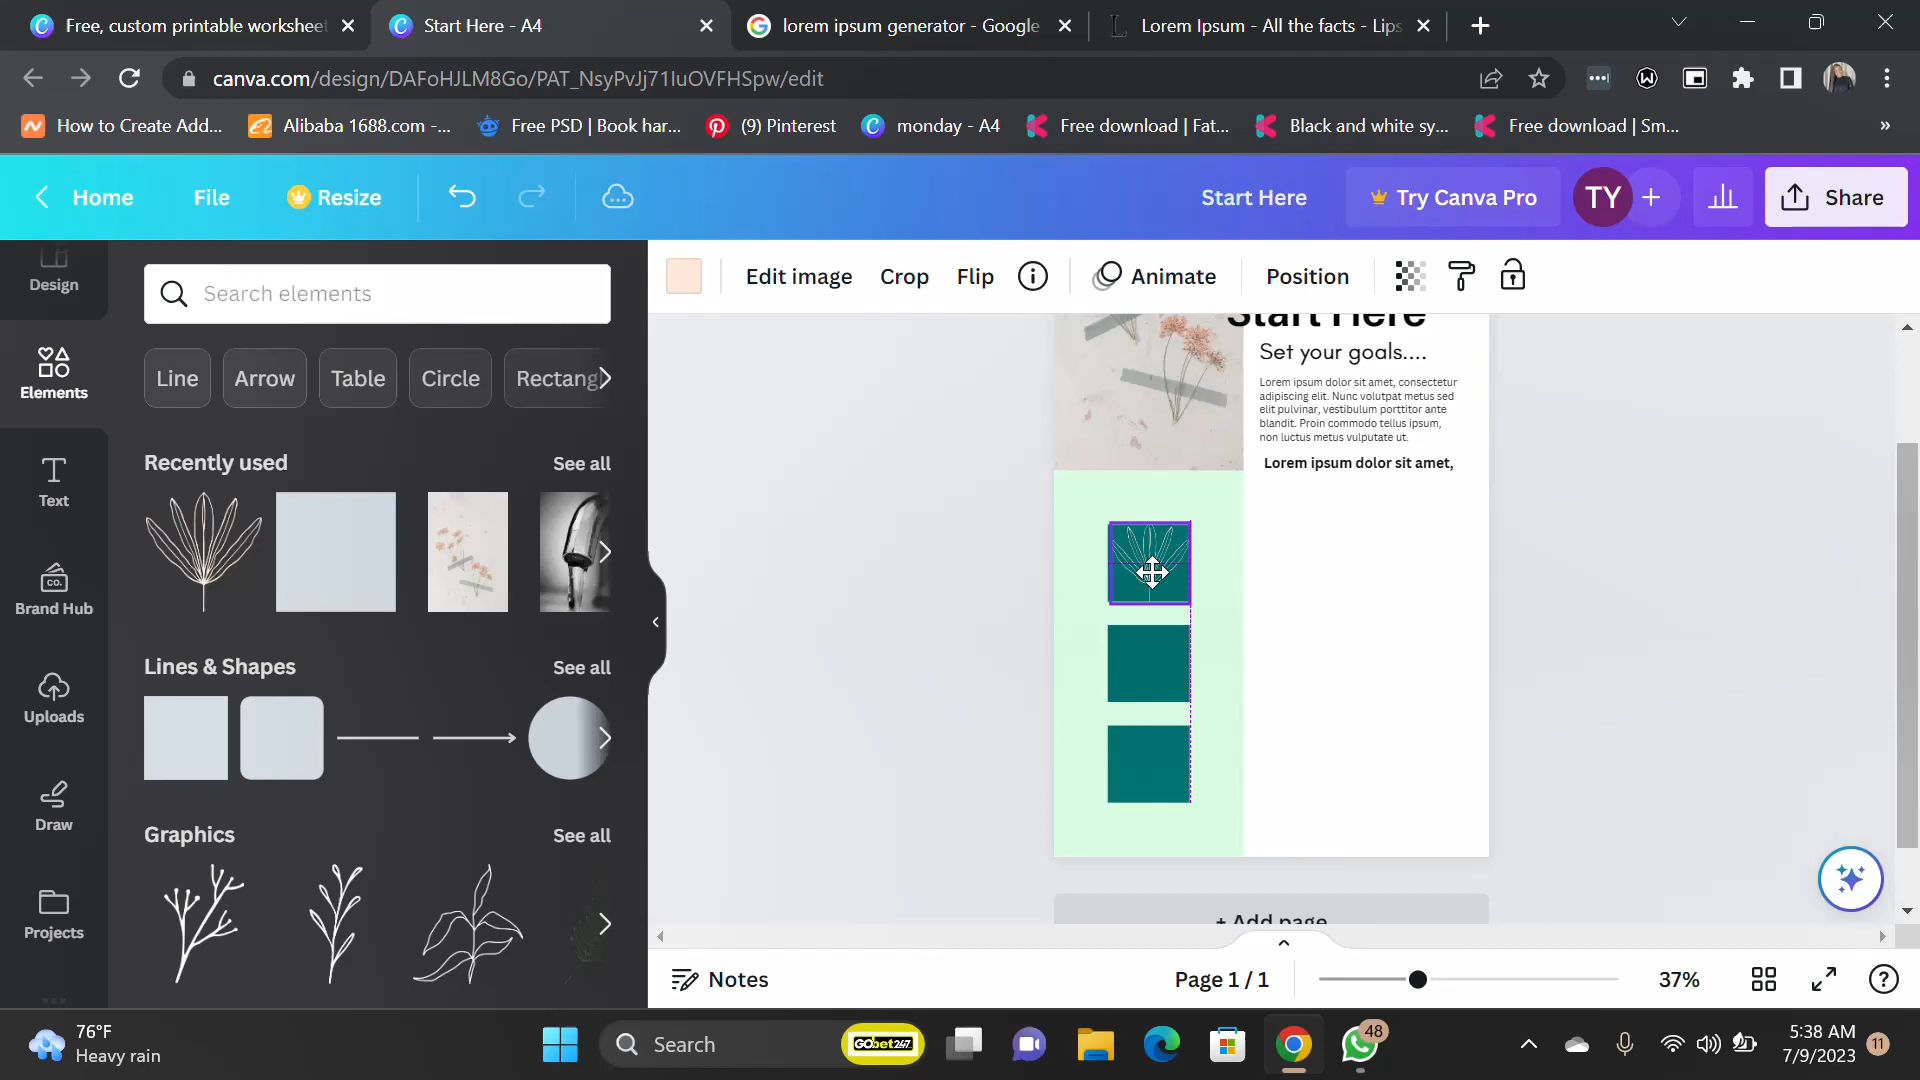 Free, custom printable worksheet
Start Here - A4
lorem ipsum generator - Google
Lorem Ipsum - All the facts - Lips
canva.com/design/DAFoHJLM8Go/PAT_NsyPvJj71IuOVFHSpw/edit
How to Create Add...
Alibaba 1688.com -...
Free PSD | Book har...
(9) Pinterest
monday - A4
Free download | Fat...
Black and white sy...
Free download | Sm...
Home
File
Resize
Start Here
Try Canva Pro
TY
Share
Design
Elements
Text
CO.
Brand Hub
Uploads
Draw
Projects
Search elements
Line
Arrow
Table
Circle
Rectang
Recently used
See all
Lines & Shapes
See all
Graphics
See all
Edit image
Crop
Flip
Animate
Position
Start Here
Set your goals....
Lorem ipsum dolor sit amet, consectetur
adipiscing elit. Nunc volutpat metus sed
elit pulvinar, vestibulum porttitor ante
blandit. Proin commodo tellus ipsum,
non luctus metus vulputate ut.
Lorem ipsum dolor sit amet,
+ Add page
Notes
Page 1 / 1
37%
76°F
Heavy rain
Search
GObet247
48
5:38 AM
7/9/2023
11